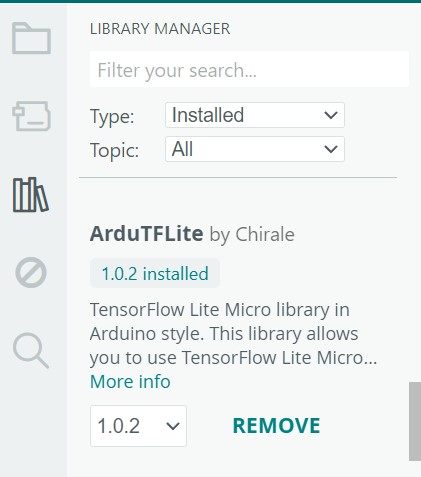 LIBRARY MANAGER
Filter your search...
Type: Installed
Topic: All
ArduTFLite by Chirale
1.0.2 installed
TensorFlow Lite Micro library in
Arduino style. This library allows
you to use TensorFlow Lite Micro...
More info
1.0.2 REMOVE